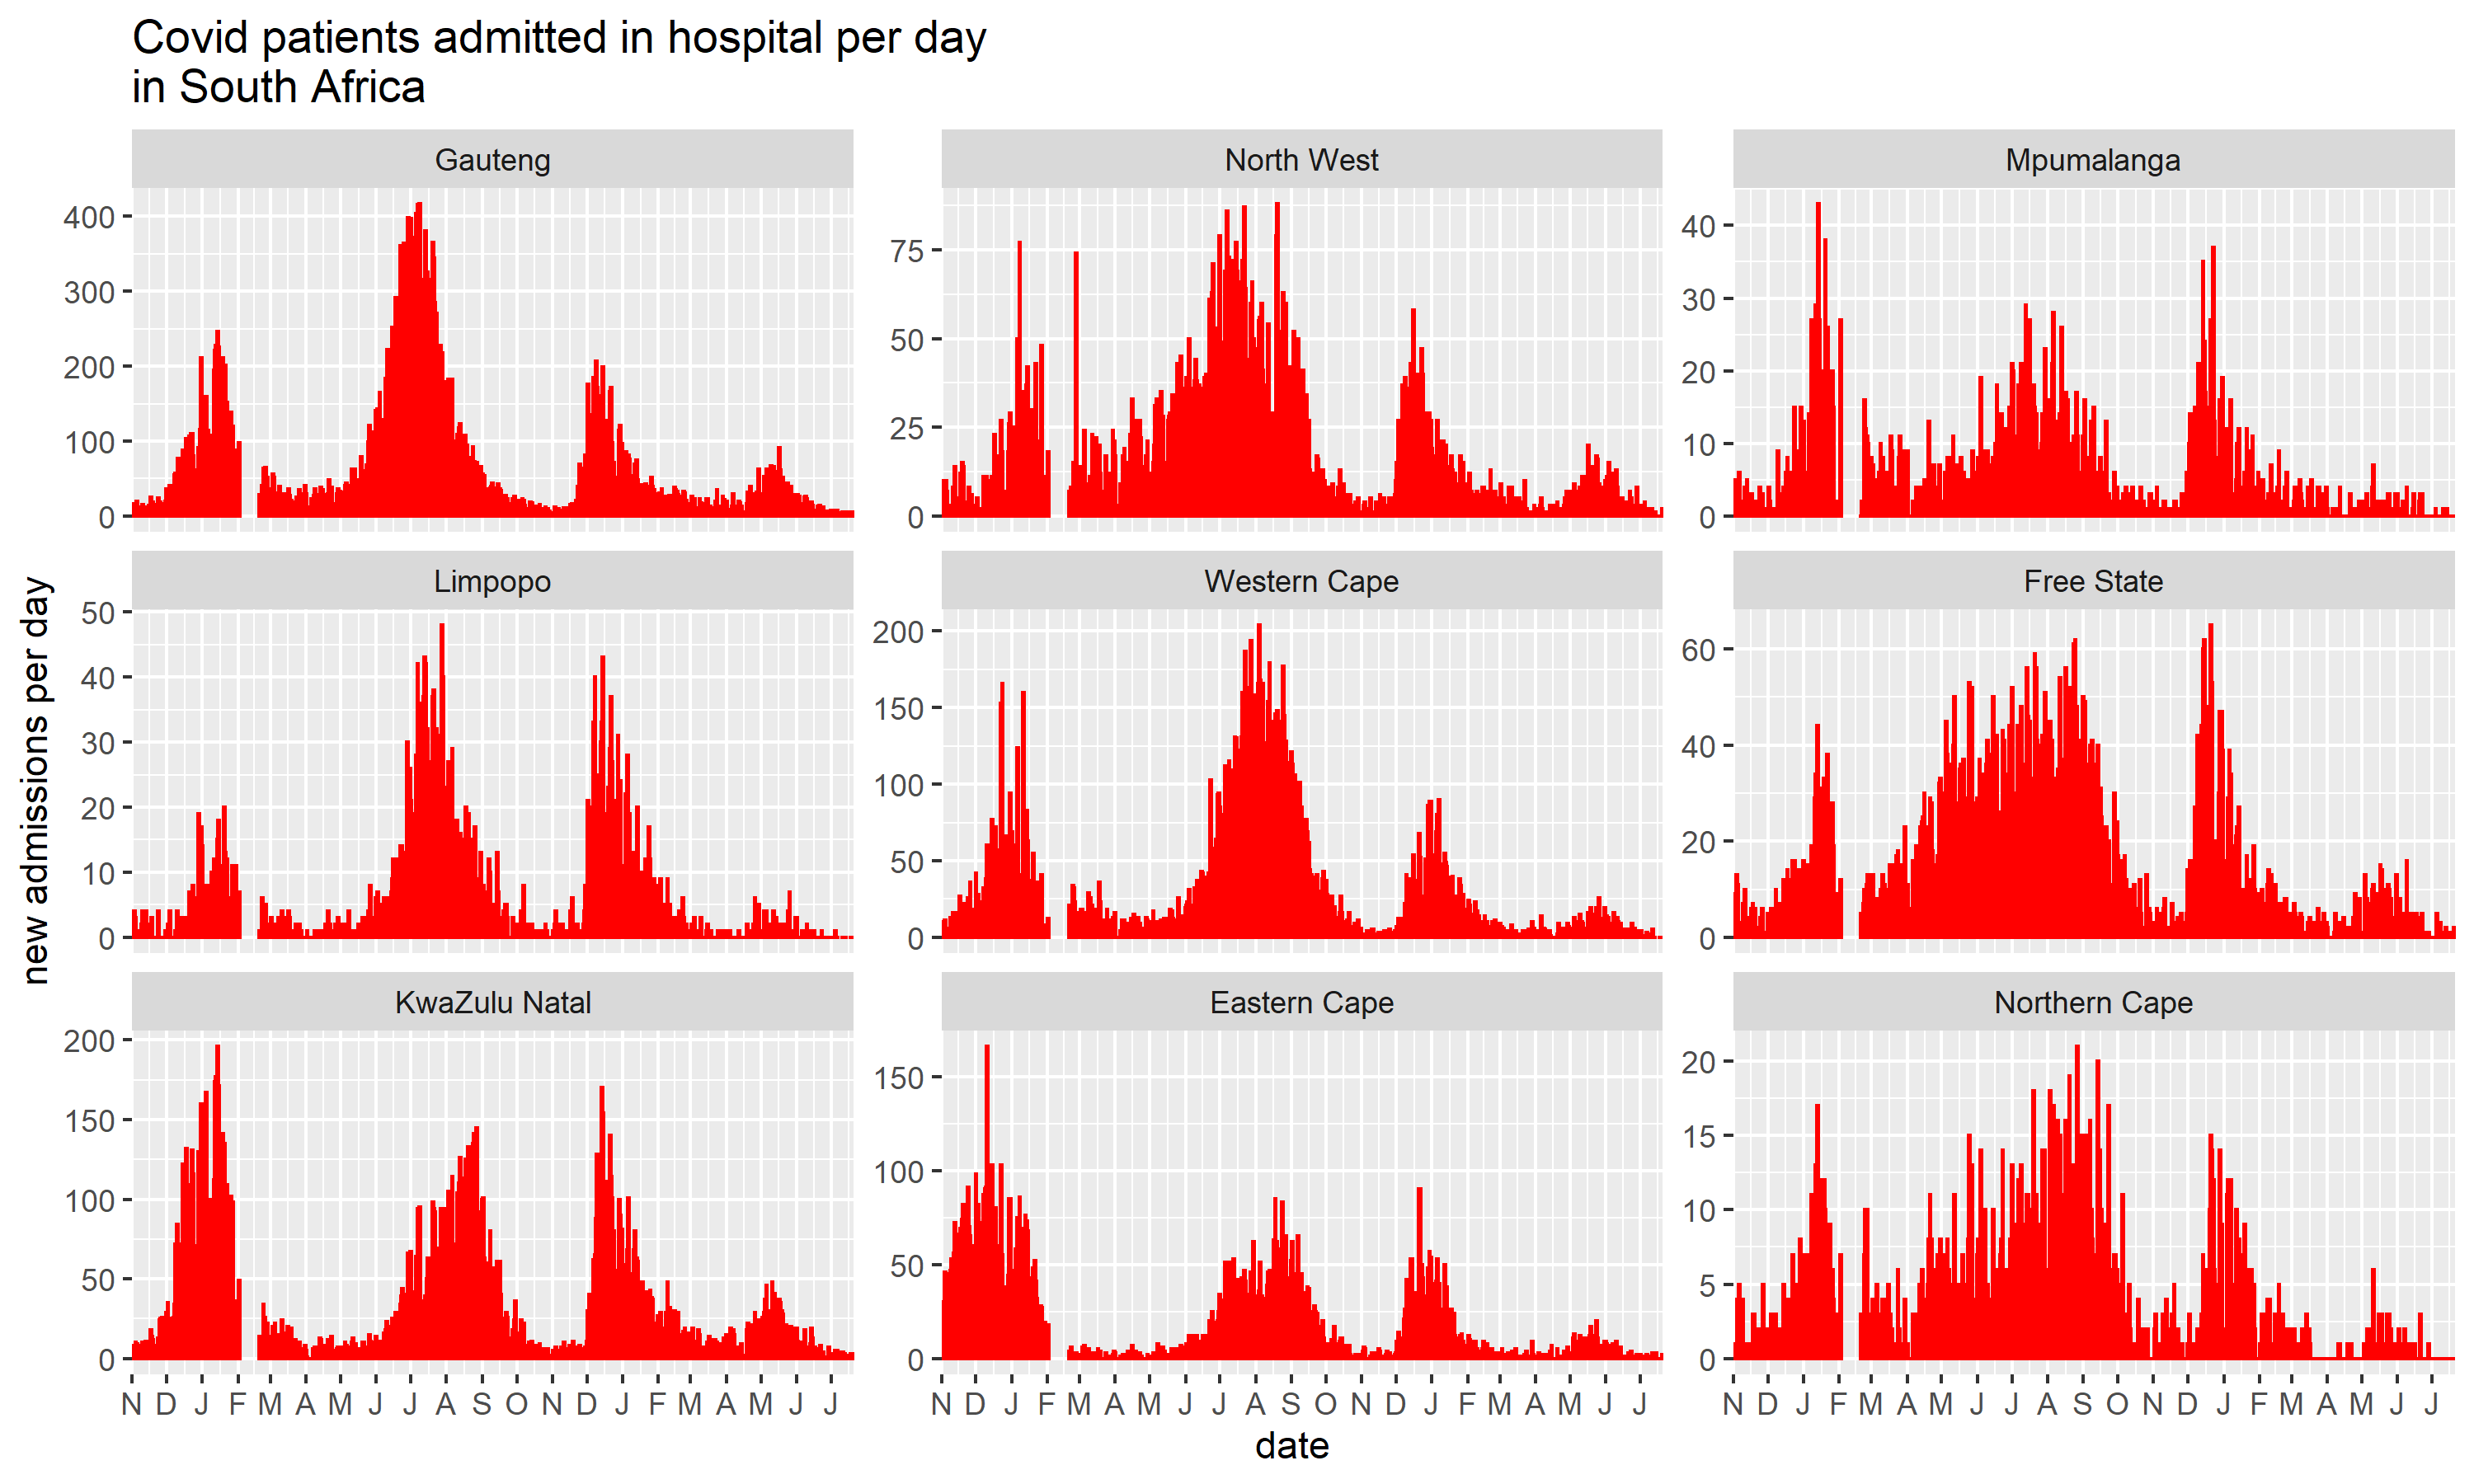 Covid patients admitted in hospital per day
in South Africa
new admissions per day
Gauteng
400
300
200
100
0
North West
75
50
25
0
Mpumalanga
40
30
20
10
0
Limpopo
50
40
30
20
10
0
Western Cape
200
150
100
50
0
Free State
60
40
20
0
KwaZulu Natal
200
150
100
50
0
Eastern Cape
150
100
50
0
Northern Cape
20
15
10
5
0
N D J F M A M J J A S O N D J F M A M J J
N D J F M A M J J A S O N D J F M A M J J
N D J F M A M J J A S O N D J F M A M J J
date